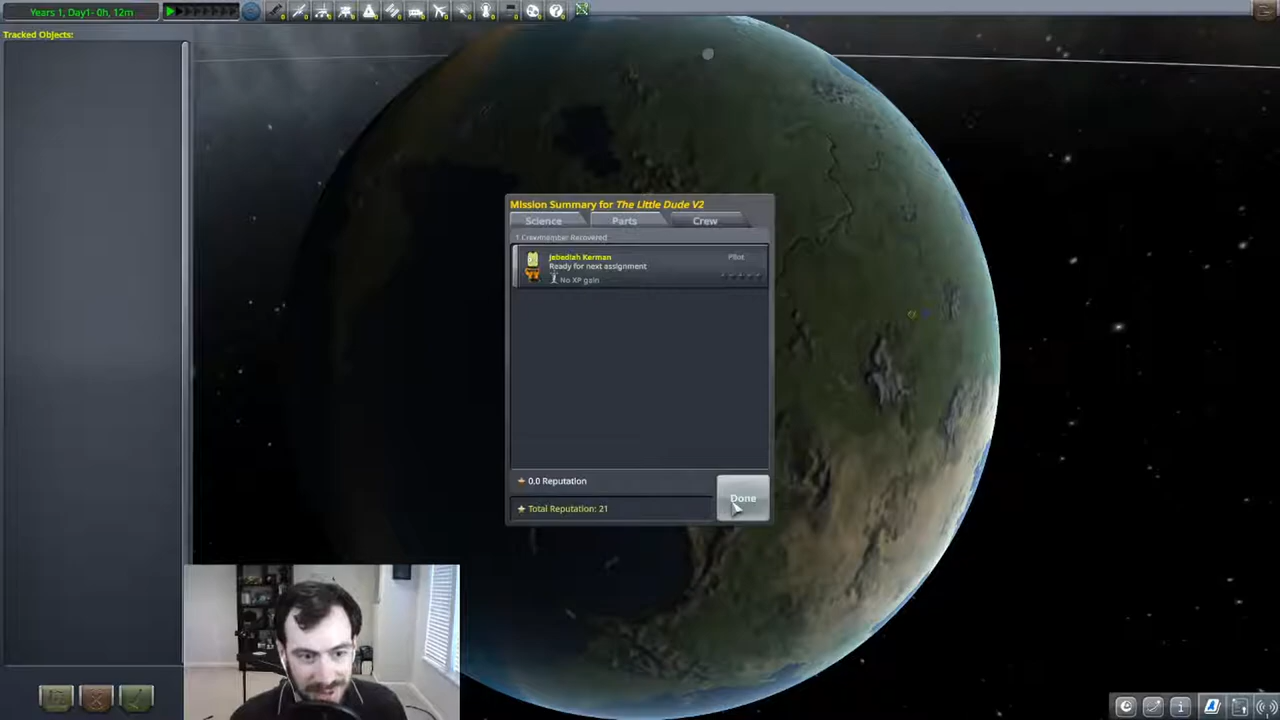 Years 1, Day1- 0h, 12m
Tracked Objects:
Mission Summary for The Little Dude V2
Science
Parts
Crew
1 Crewmember Recovered
Jebediah Kerman
Pilot
Ready for next assignment
No XP gain
0.0 Reputation
Total Reputation: 21
Done